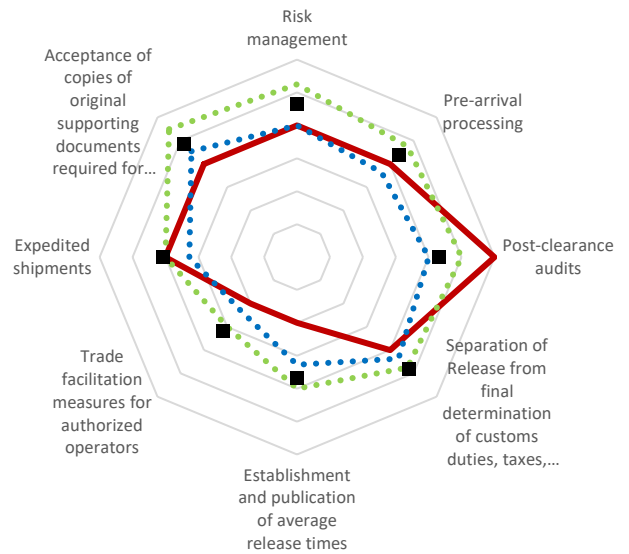 Risk
management
Pre-arrival
processing
Post-clearance
audits
Separation of
Release from
final
determination
of customs
duties, taxes,…
Establishment
and publication
of average
release times
Trade
facilitation
measures for
authorized
operators
Expedited
shipments
Acceptance of
copies of
original
supporting
documents
required for…